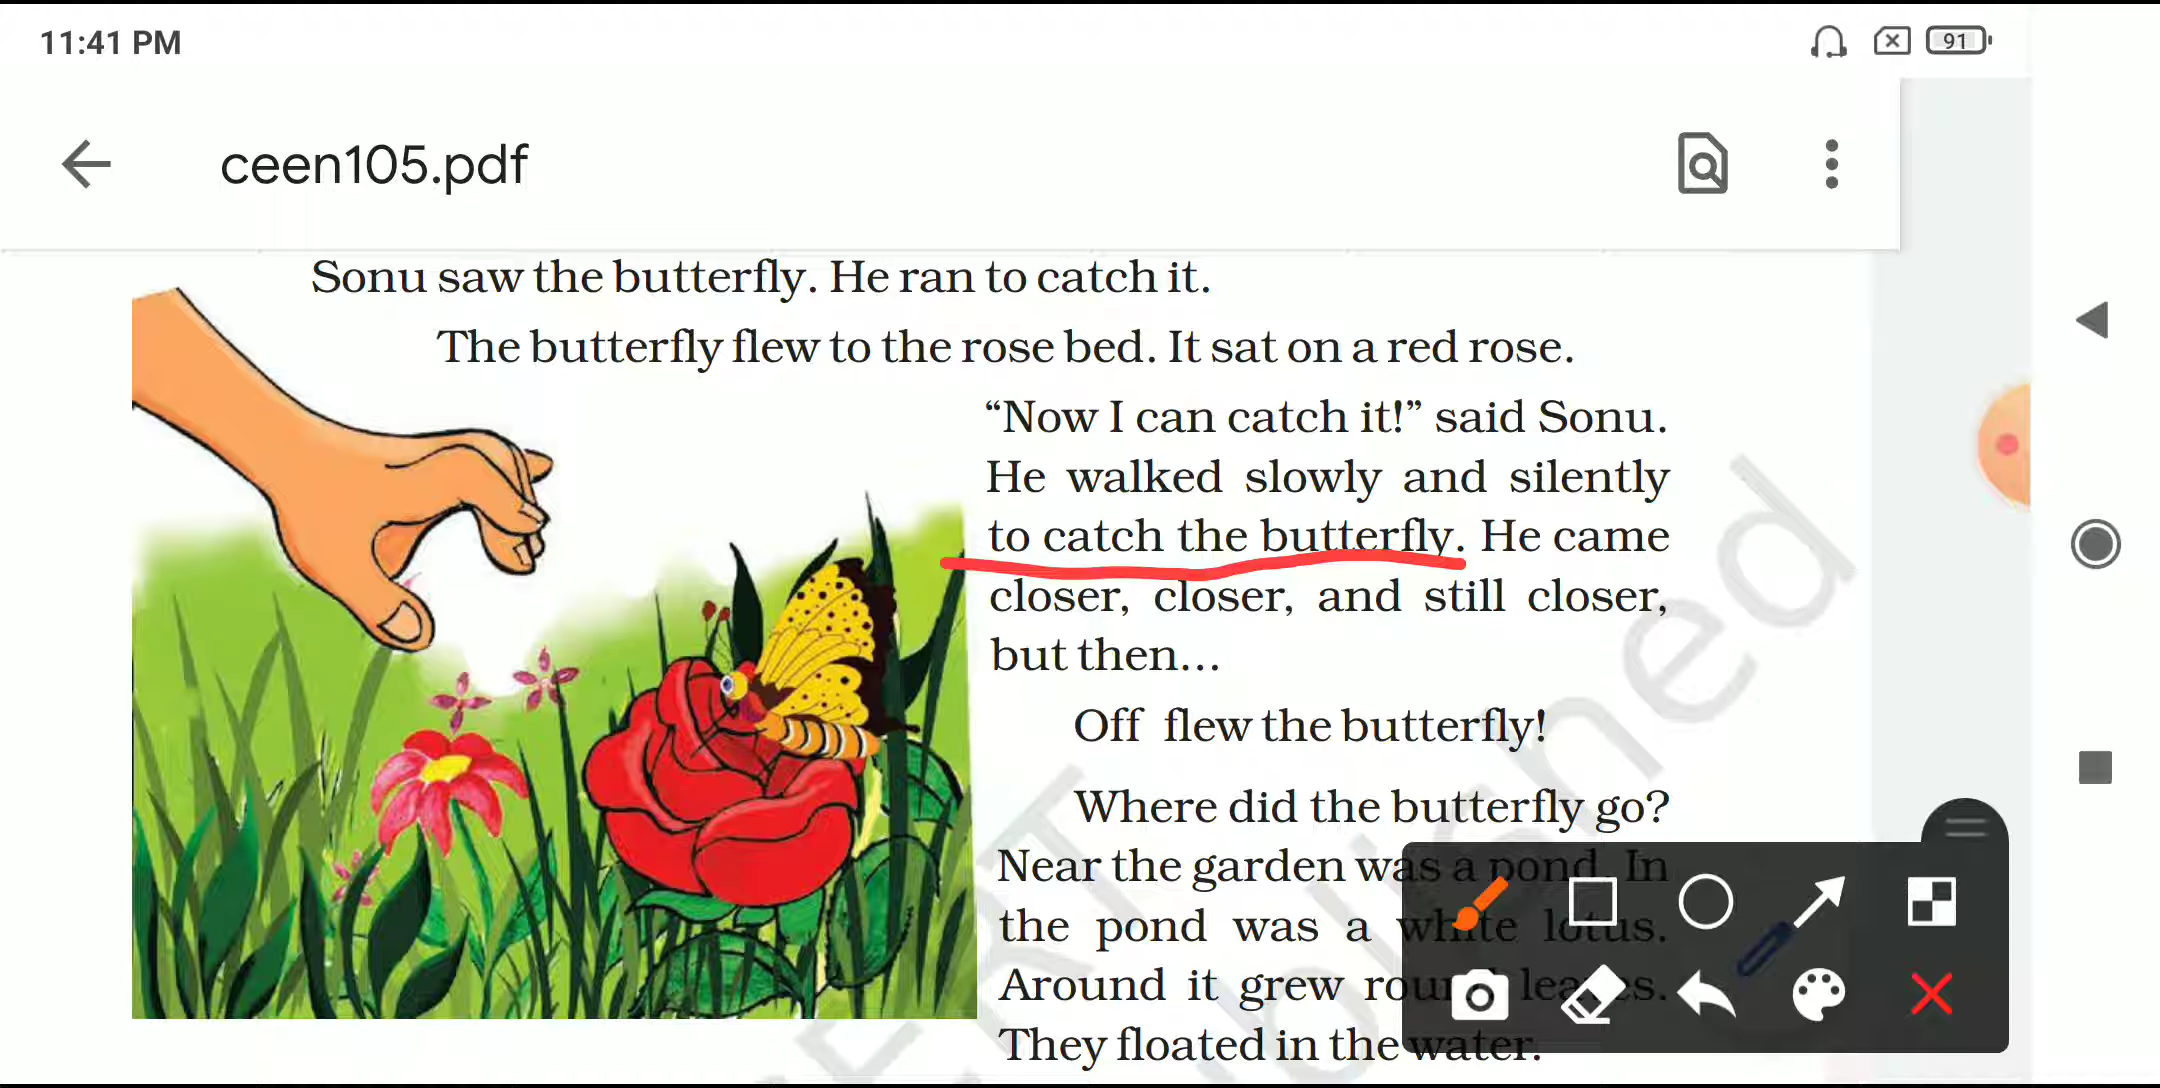 11:41 PM
91
ceen105.pdf
Sonu saw the butterfly. He ran to catch it.
The butterfly flew to the rose bed. It sat on a red rose.
“Now I can catch it!” said Sonu.
He walked slowly and silently
to catch the butterfly. He came
closer, closer, and still closer,
but then...
Off flew the butterfly!
Where did the butterfly go?
Near the garden was a pond. In
the pond was a white lotus.
Around it grew round leaves.
They floated in the water.